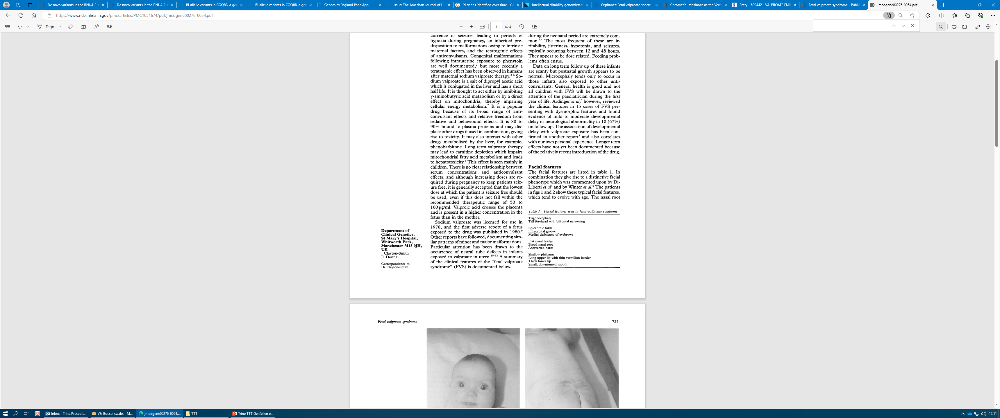 De novo variants in the RNU4-2 s
De novo variants in the RNU4-2 s
Bi-allelic variants in COQ8B, a ger
Bi-allelic variants in COQ8B, a ger
Genomics England PanelApp
Issue: The American Journal of Hu
id genes identified over time - Go
Intellectual disability genomics: c
Orphanet: Fetal valproate spectru
Chromatin Imbalance as the Verte
Entry - 609442 - VALPROATE EMB
Fetal valproate syndrome - PubM
jmedgene00276-0054.pdf
https://www.ncbi.nlm.nih.gov/pmc/articles/PMC1051674/pdf/jmedgene00276-0054.pdf
Tegn
1 av 4
currence of seizures leading to periods of
hypoxia during pregnancy, an inherited pre-
disposition to malformations owing to intrinsic
maternal factors, and the teratogenic effects
of anticonvulsants. Congenital malformations
following intrauterine exposure to phenytoin
are well documented,² but more recently a
teratogenic effect has been observed in humans
after maternal sodium valproate therapy.³⁻⁶ So-
dium valproate is a salt of dipropyl acetic acid
which is conjugated in the liver and has a short
half life. It is thought to act either by inhibiting
γ-aminobutyric acid metabolism or by a direct
effect on mitochondria, thereby impairing
cellular energy metabolism.⁷ It is a popular
drug because of its broad range of anti-
convulsant effects and relative freedom from
sedative and behavioural effects. It is 80 to
90% bound to plasma proteins and may dis-
place other drugs if used in combination, giving
rise to toxicity. It may also interact with other
drugs metabolised by the liver, for example,
phenobarbitone. Long term valproate therapy
may lead to carnitine depletion which impairs
mitochondrial fatty acid metabolism and leads
to hepatotoxicity.⁸ This effect is seen mainly in
children. There is no clear relationship between
serum concentrations and anticonvulsant
effects, and although increasing doses are re-
quired during pregnancy to keep patients seiz-
ure free, it is generally accepted that the lowest
dose at which the patient is seizure free should
be used, even if this does not fall within the
recommended therapeutic range of 50 to
100 μg/ml. Valproic acid crosses the placenta
and is present in a higher concentration in the
fetus than in the mother.
Sodium valproate was licensed for use in
1978, and the first adverse report of a fetus
exposed to the drug was published in 1980.⁹
Other reports have followed, documenting sim-
ilar patterns of minor and major malformations.
Particular attention has been drawn to the
occurrence of neural tube defects in infants
exposed to valproate in utero.¹⁰⁻¹² A summary
of the clinical features of the “fetal valproate
syndrome” (FVS) is documented below.
Department of
Clinical Genetics,
St Mary's Hospital,
Whitworth Park,
Manchester M13 0JH,
UK
J Clayton-Smith
D Donnai
Correspondence to:
Dr Clayton-Smith.
during the neonatal period are extremely com-
mon.¹³ The most frequent of these are ir-
ritability, jitteriness, hypotonia, and seizures,
typically occurring between 12 and 48 hours.
They appear to be dose related. Feeding prob-
lems often ensue.
Data on long term follow up of these infants
are scanty but postnatal growth appears to be
normal. Microcephaly tends only to occur in
those infants also exposed to other anti-
convulsants. General health is good and not
all children with FVS will be drawn to the
attention of the paediatrician during the first
year of life. Ardinger et al,⁶ however, reviewed
the clinical features in 15 cases of FVS pre-
senting with dysmorphic features and found
evidence of mild to moderate developmental
delay or neurological abnormality in 10 (67%)
on follow up. The association of developmental
delay with valproate exposure has been con-
firmed in another report³ and also correlates
with our own personal experience. Longer term
effects have not yet been documented because
of the relatively recent introduction of the drug.
Facial features
The facial features are listed in table 1. In
combination they give rise to a distinctive facial
phenotype which was commented upon by Di-
Liberti et al³ and by Winter et al.⁵ The patients
in figs 1 and 2 show these typical facial features,
which tend to evolve with age. The nasal root
Table 1 Facial features seen in fetal valproate syndrome
Trigonocephaly
Tall forehead with bifrontal narrowing
Epicanthic folds
Infraorbital groove
Medial deficiency of eyebrows
Flat nasal bridge
Broad nasal root
Anteverted nares
Shallow philtrum
Long upper lip with thin vermilion border
Thick lower lip
Small, downturned mouth
Fetal valproate syndrome
725
Inbox - Trine.Prescott...
VS: Buccal swabs - M...
jmedgene00276-0054....
TTT
Trine TTT Genfeilen e...
12:11